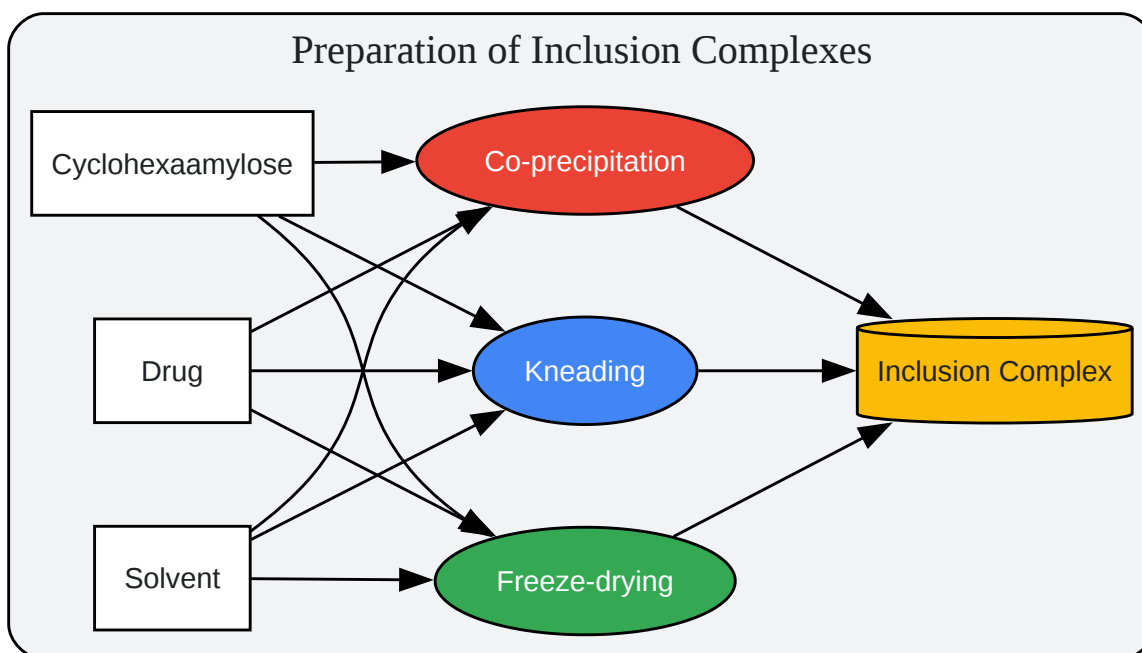 Preparation of Inclusion Complexes
Cyclohexaamylose
Co-precipitation
Drug
Kneading
Inclusion Complex
Solvent
Freeze-drying